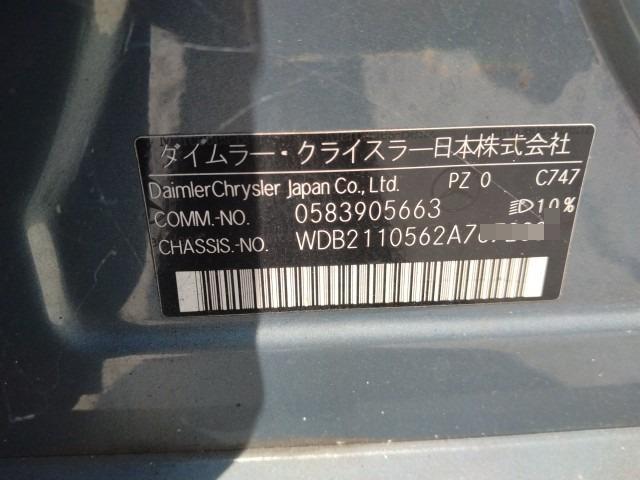 ダイムラー・クライスラー日本株式会社
DaimlerChrysler Japan Co., Ltd. PZ 0 C747
COMM.-NO. 0583905663 10%
CHASSIS.-NO.